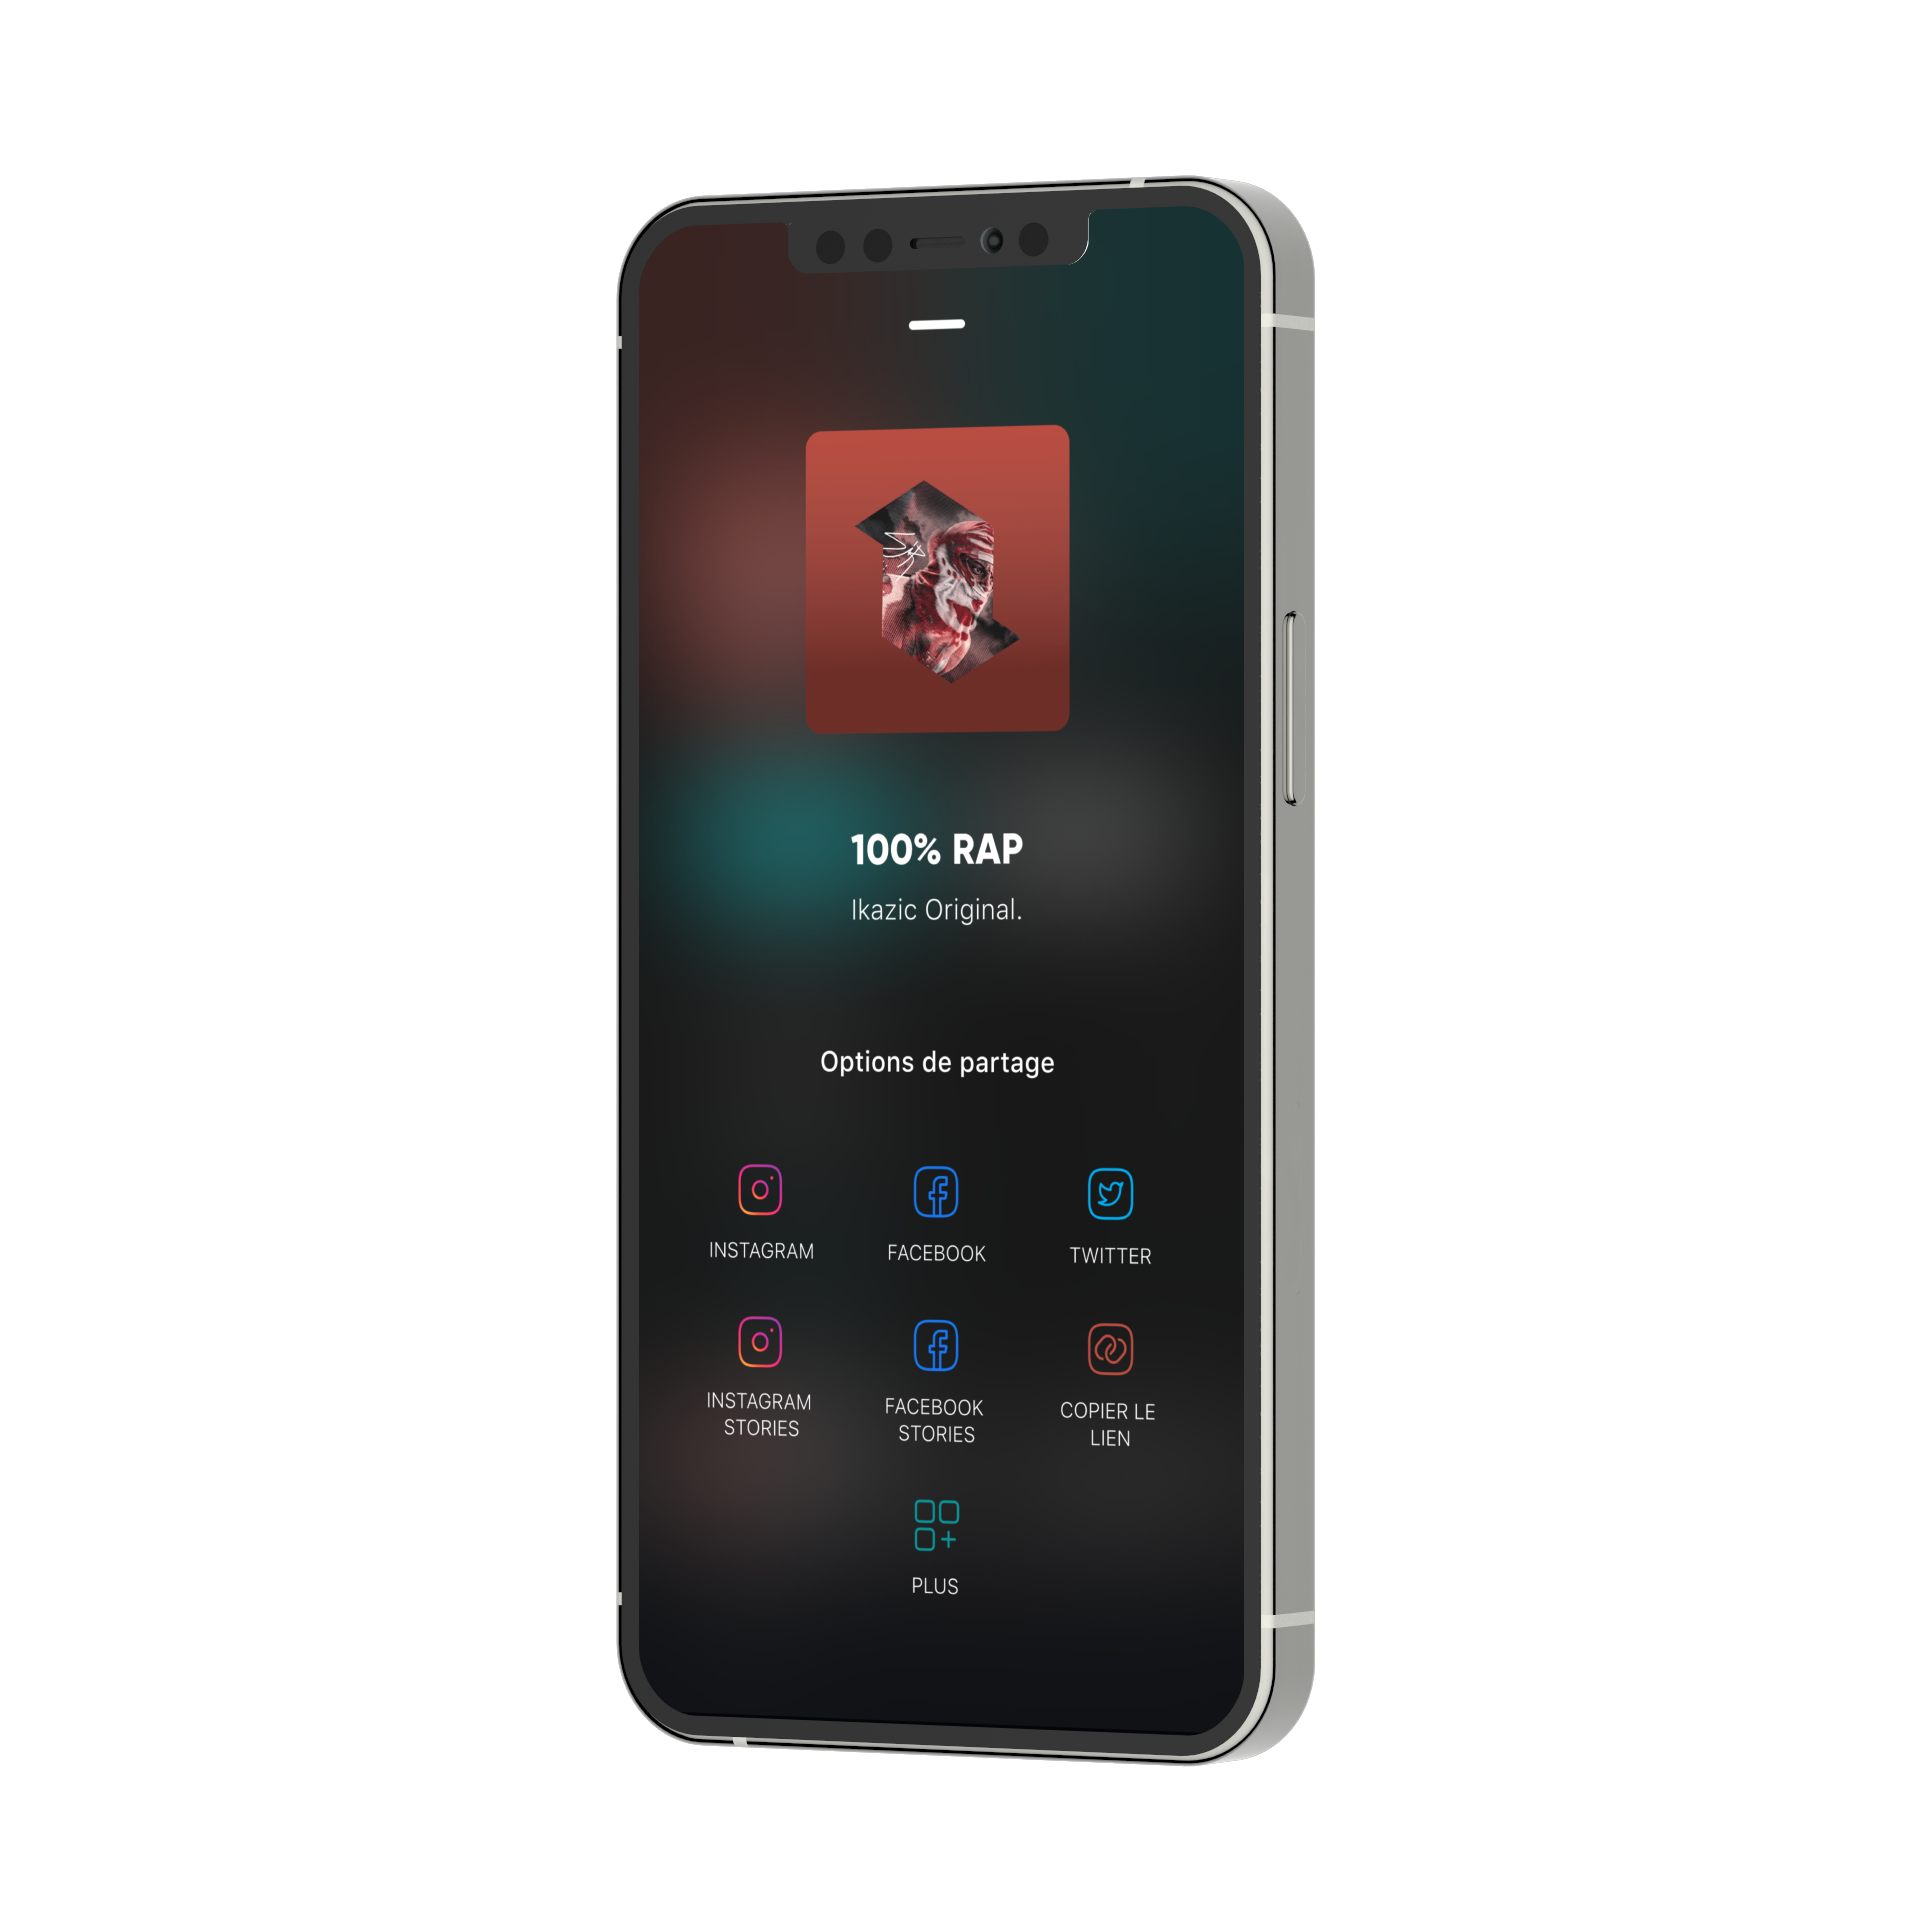 100% RAP
Ikazic Original.
Options de partage
INSTAGRAM
FACEBOOK
TWITTER
INSTAGRAM
STORIES
FACEBOOK
STORIES
COPIER LE
LIEN
PLUS